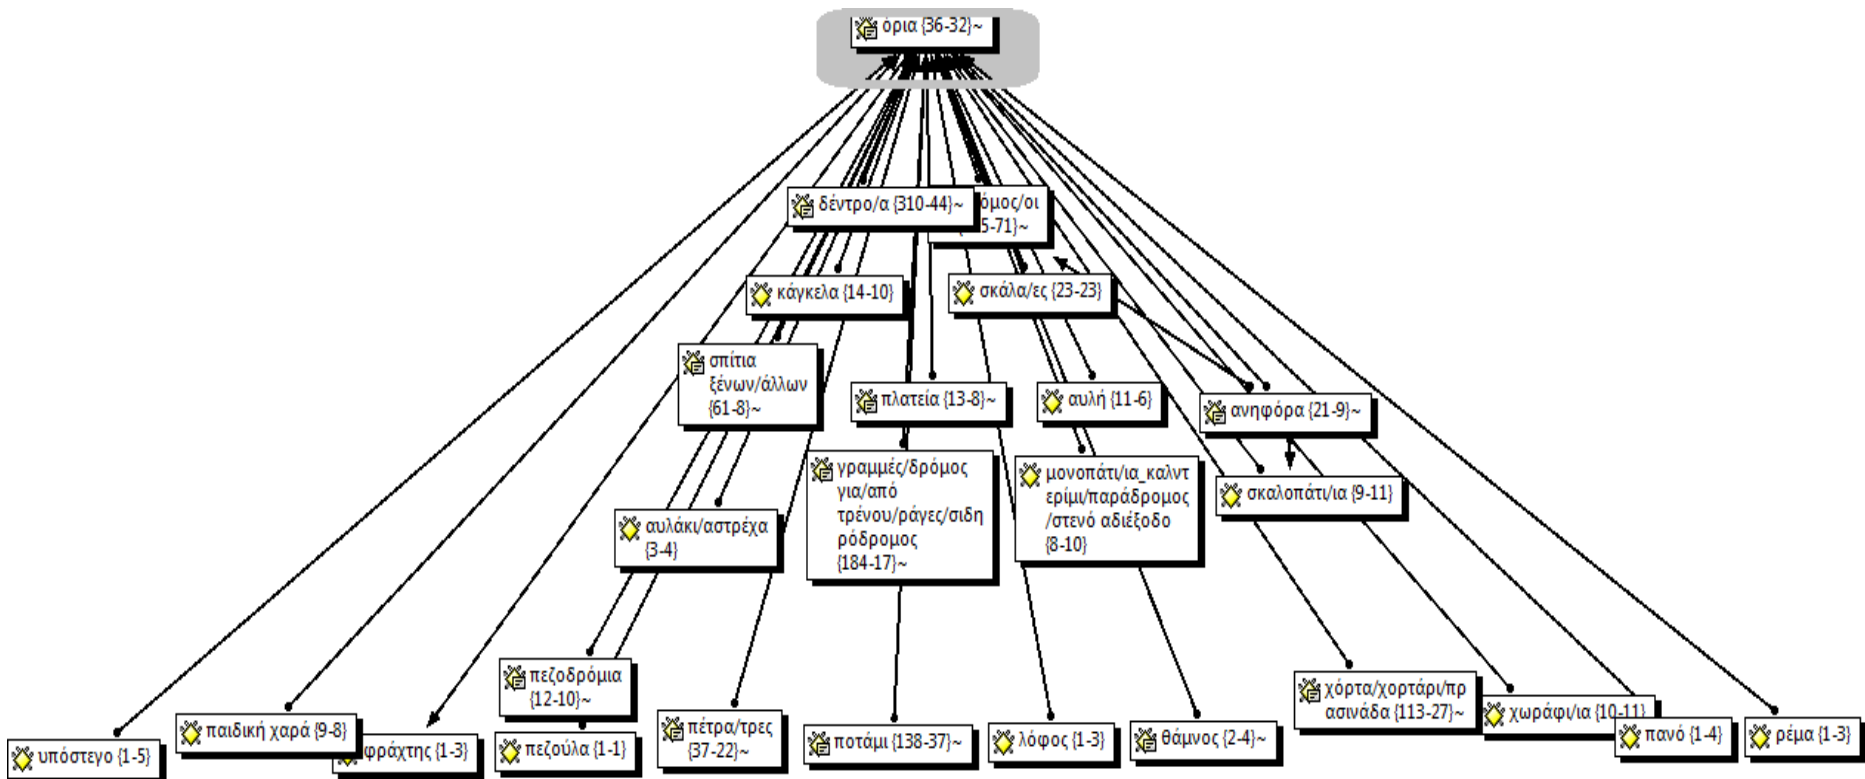 όρια {36-32}~
δέντρο/α {310-44}~
όμος/οι
5-71}~
κάγκελα {14-10}
σκάλα/ες {23-23}
σπίτια
ξένων/άλλων
{61-8}~
πλατεία {13-8}~
αυλή {11-6}
ανηφόρα {21-9}~
γραμμές/δρόμος
για/από
τρένου/ράγες/σιδη
ρόδρομος
{184-17}~
μονοπάτι/ια_καλντ
ερίμι/παράδρομος
/στενό αδιέξοδο
{8-10}
σκαλοπάτι/ια {9-11}
αυλάκι/αστρέχα
{3-4}
πεζοδρόμια
{12-10}~
χόρτα/χορτάρι/πρ
ασινάδα {113-27}~
χωράφι/ια {10-11}
υπόστεγο {1-5}
παιδική χαρά {9-8}
φράχτης {1-3}
πεζούλα {1-1}
πέτρα/τρες
{37-22}~
ποτάμι {138-37}~
λόφος {1-3}
θάμνος {2-4}~
πανό {1-4}
ρέμα {1-3}